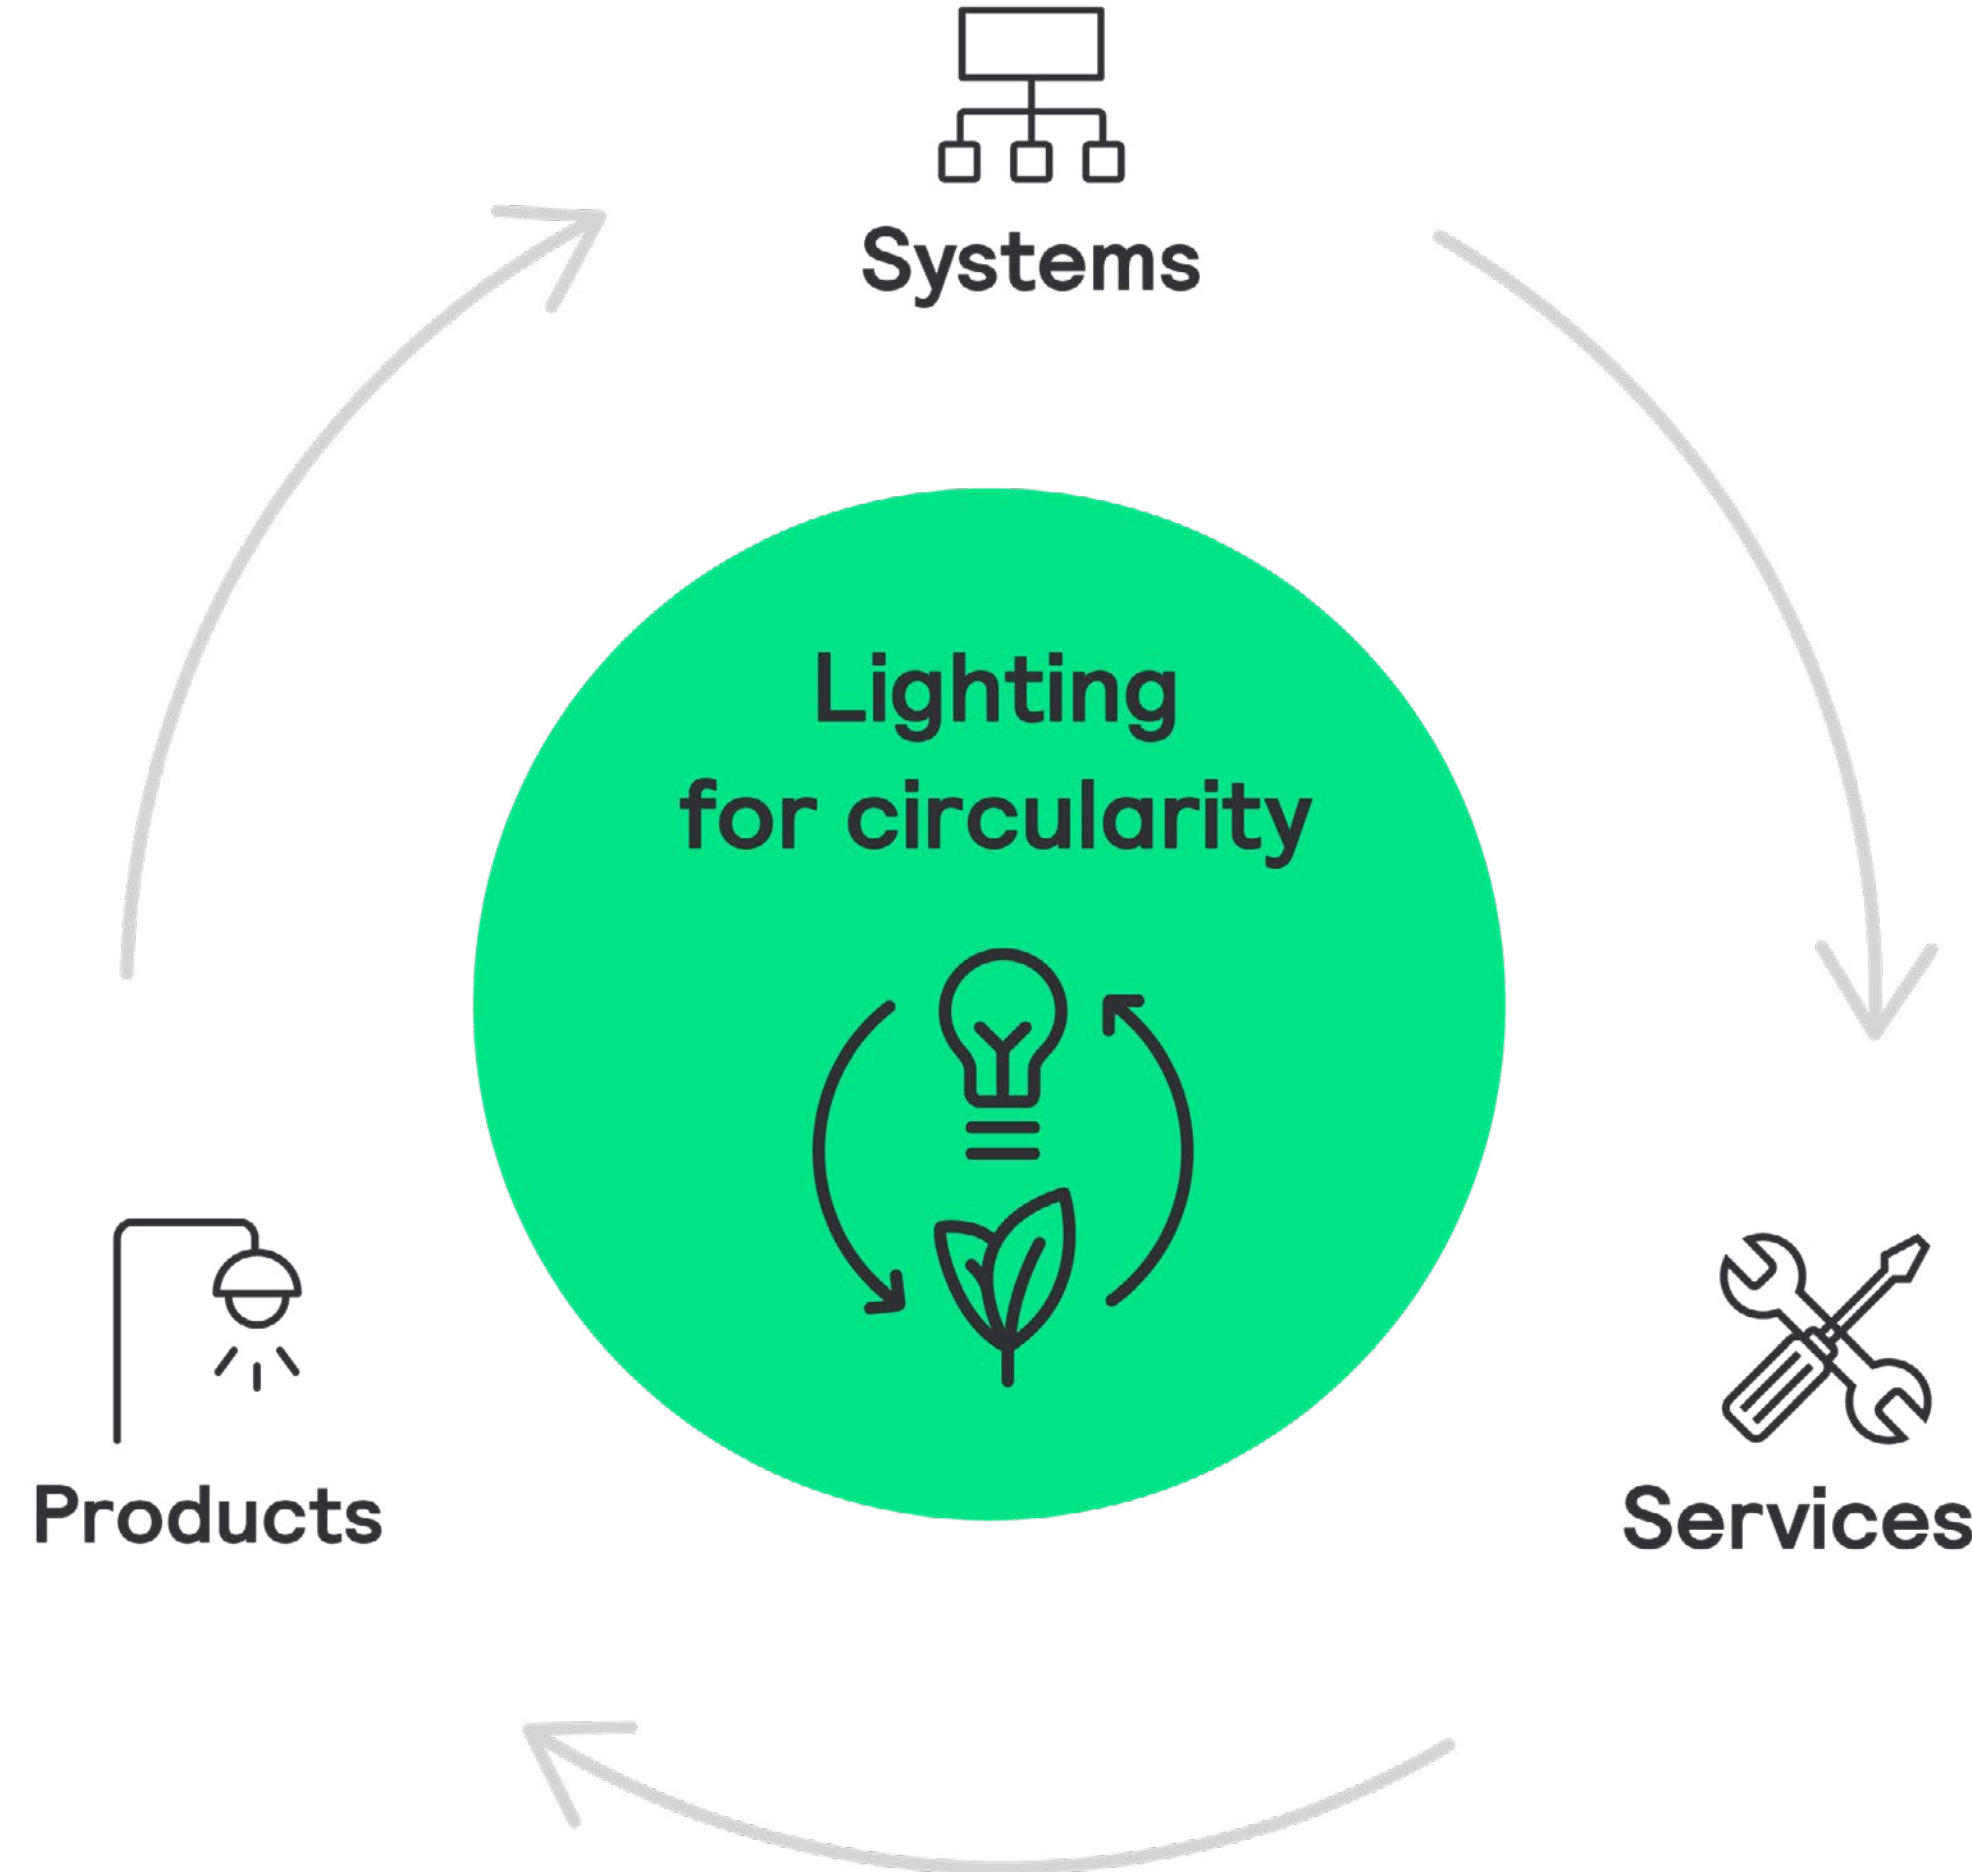 Systems
Lighting
for circularity
Products
Services